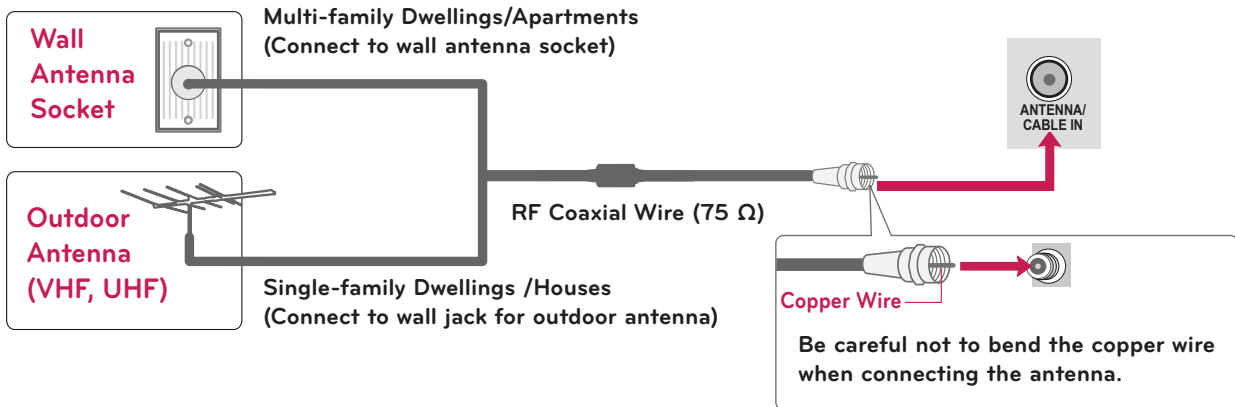 Wall
Antenna
Socket
Multi-family Dwellings/Apartments
(Connect to wall antenna socket)
ANTENNA/
CABLE IN
RF Coaxial Wire (75 Ω)
Outdoor
Antenna
(VHF, UHF)
Single-family Dwellings /Houses
(Connect to wall jack for outdoor antenna)
Copper Wire
Be careful not to bend the copper wire
when connecting the antenna.